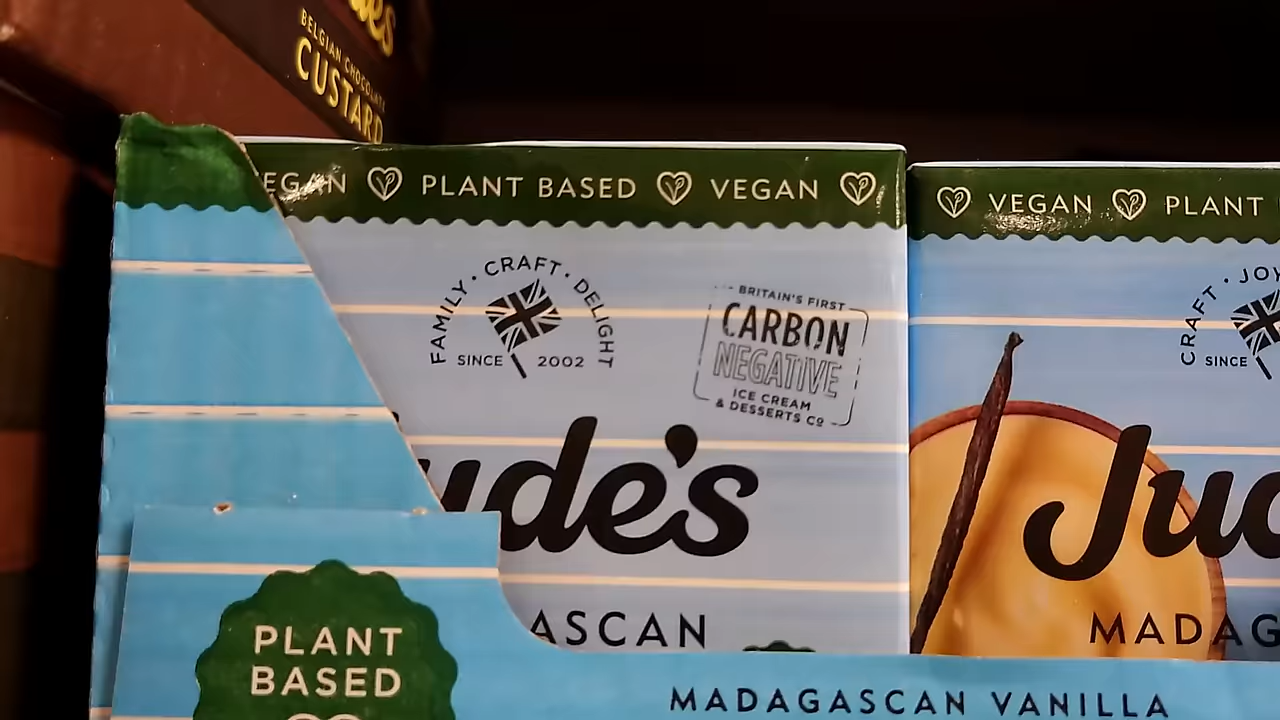 BELGIAN CHOCOLATE
CUSTARD
EGAN PLANT BASED VEGAN
VEGAN PLANT
FAMILY · CRAFT · DELIGHT
SINCE 2002
BRITAIN'S FIRST
CARBON
NEGATIVE
ICE CREAM
& DESSERTS Co
CRAFT · JOY
SINCE
ude's
Jud
ASCAN
MADAG
PLANT
BASED
MADAGASCAN VANILLA